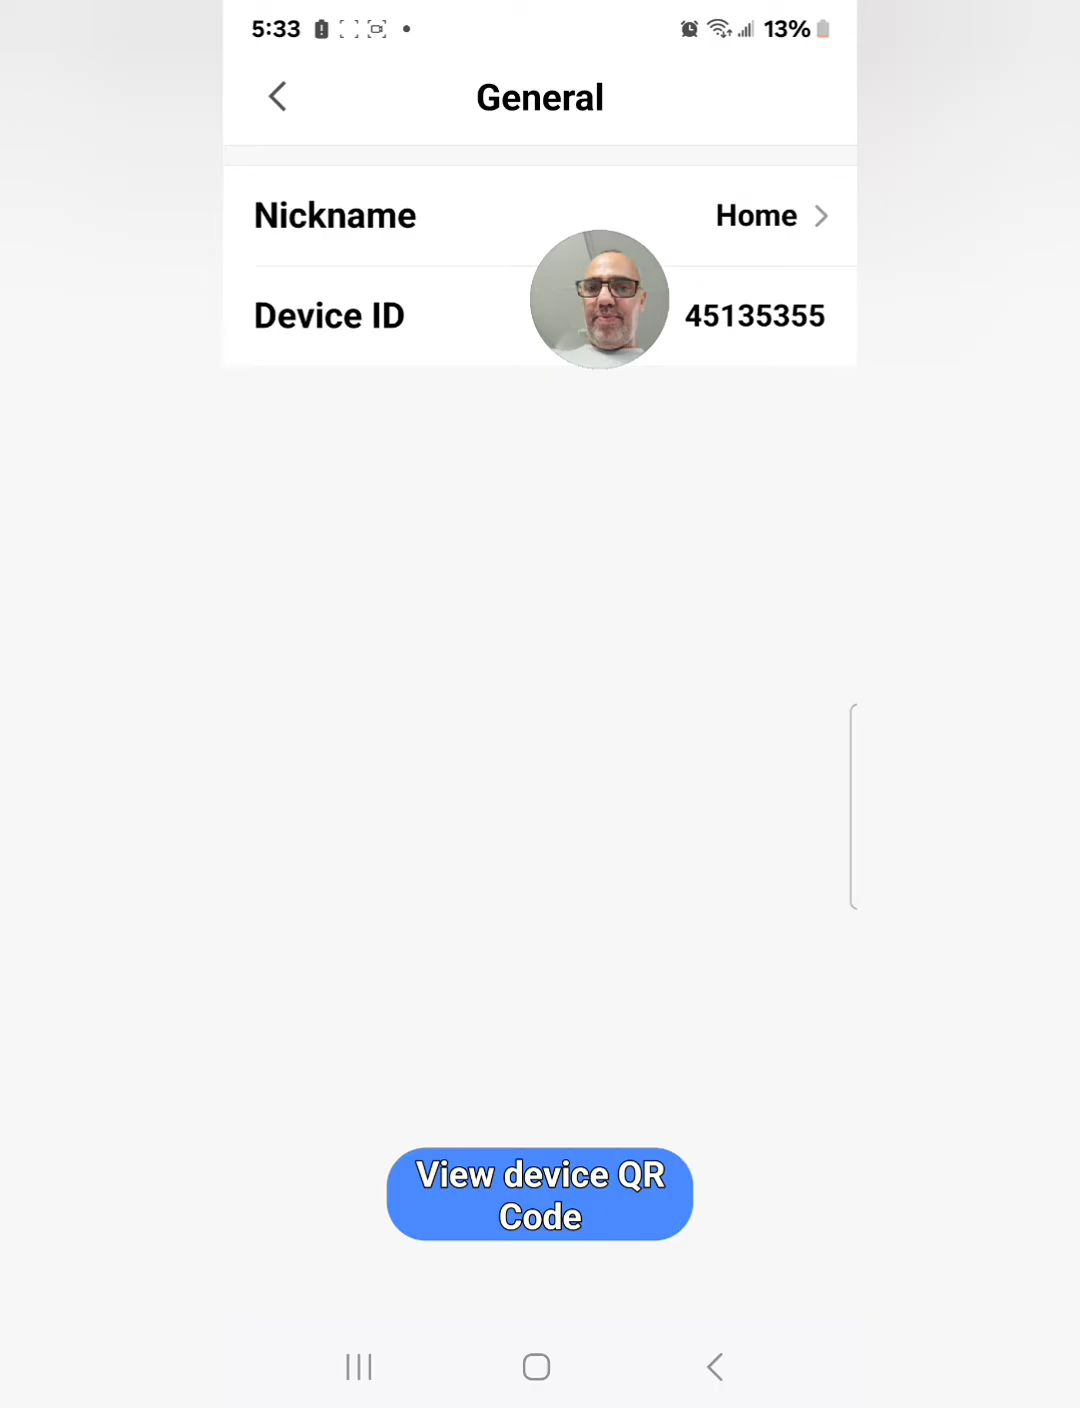 5:33 13%
General
Nickname Home
Device ID 45135355
View device QR
Code